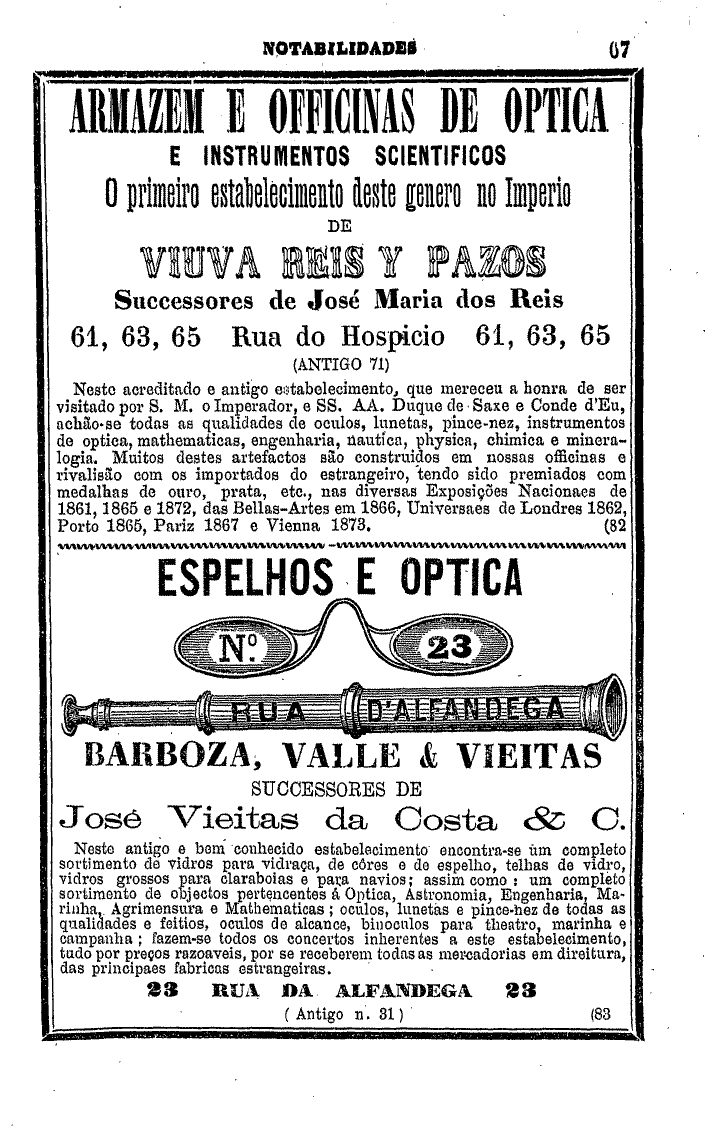 NOTABILIDADES 67
ARMAZEM E OFFICINAS DE OPTICA
E INSTRUMENTOS SCIENTIFICOS
O primeiro estabelecimento deste genero no Imperio
DE
VIUVA REIS Y PAZOS
Successores de José Maria dos Reis
61, 63, 65 Rua do Hospicio 61, 63, 65
(ANTIGO 71)
Neste acreditado e antigo estabelecimento, que mereceu a honra de ser
visitado por S. M. o Imperador, e SS. AA. Duque de Saxe e Conde d'Eu,
achão-se todas as qualidades de oculos, lunetas, pince-nez, instrumentos
de optica, mathematicas, engenharia, nautica, physica, chimica e minera-
logia. Muitos destes artefactos são construidos em nossas officinas e
rivalisão com os importados do estrangeiro, tendo sido premiados com
medalhas de ouro, prata, etc., nas diversas Exposições Nacionaes de
1861, 1865 e 1872, das Bellas-Artes em 1866, Universaes de Londres 1862,
Porto 1865, Pariz 1867 e Vienna 1873. (82
ESPELHOS E OPTICA
Nº. 23
RUA D'ALFANDEGA
BARBOZA, VALLE & VIEITAS
SUCCESSORES DE
José Vieitas da Costa & C.
Neste antigo e bem conhecido estabelecimento encontra-se um completo
sortimento de vidros para vidraça, de côres e de espelho, telhas de vidro,
vidros grossos para claraboias e para navios; assim como : um completo
sortimento de objectos pertencentes á Optica, Astronomia, Engenharia, Ma-
rinha, Agrimensura e Mathematicas ; oculos, lunetas e pince-nez de todas as
qualidades e feitios, oculos de alcance, binoculos para theatro, marinha e
campanha ; fazem-se todos os concertos inherentes a este estabelecimento,
tudo por preços razoaveis, por se receberem todas as mercadorias em direitura,
das principaes fabricas estrangeiras.
23 RUA DA ALFANDEGA 23
( Antigo n. 31 ) (83